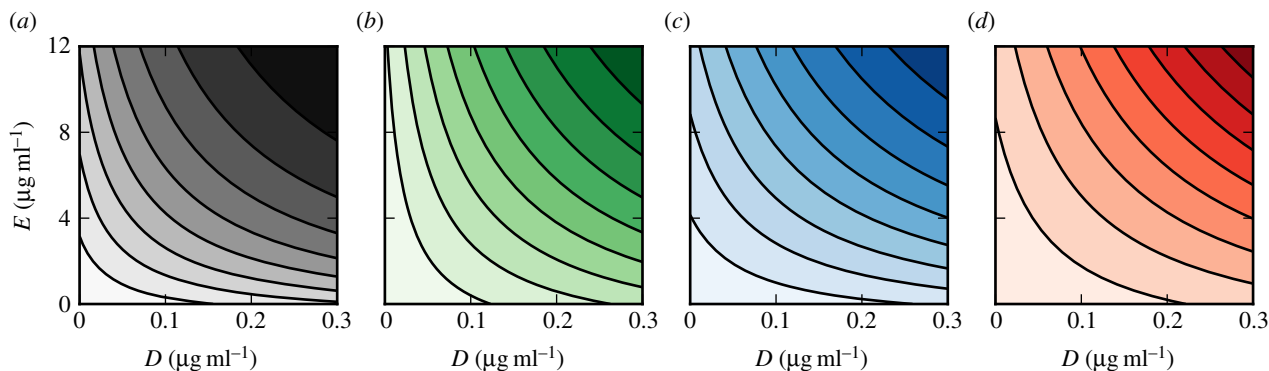 (a) (b) (c) (d)
12
8
4
0
E (µg ml⁻¹)
0 0.1 0.2 0.3 0 0.1 0.2 0.3 0 0.1 0.2 0.3 0 0.1 0.2 0.3
D (µg ml⁻¹) D (µg ml⁻¹) D (µg ml⁻¹) D (µg ml⁻¹)